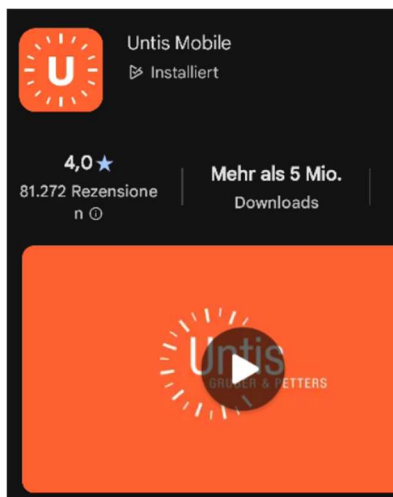 U
Untis Mobile
Installiert
4,0★
81.272 Rezensione
n
Mehr als 5 Mio.
Downloads
Untis
GRUBER & PETTERS